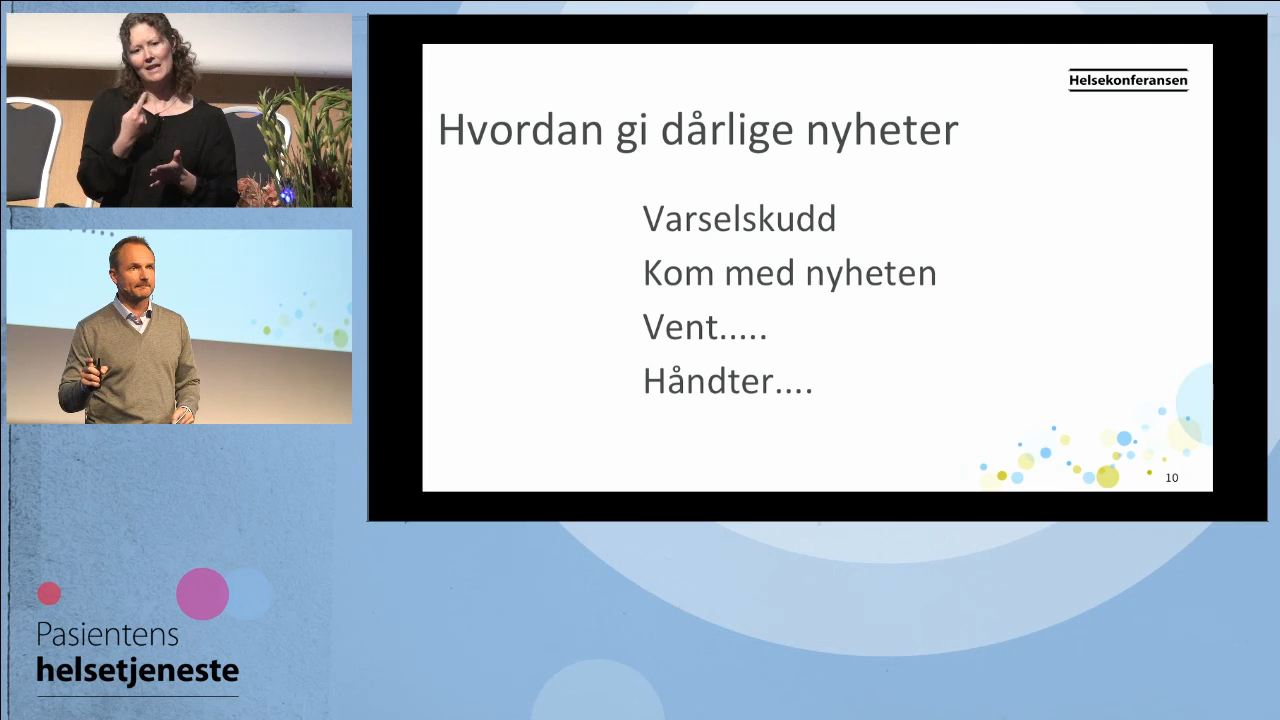 Helsekonferansen
Hvordan gi dårlige nyheter
Varselskudd
Kom med nyheten
Vent.....
Håndter....
10
Pasientens
helsetjeneste